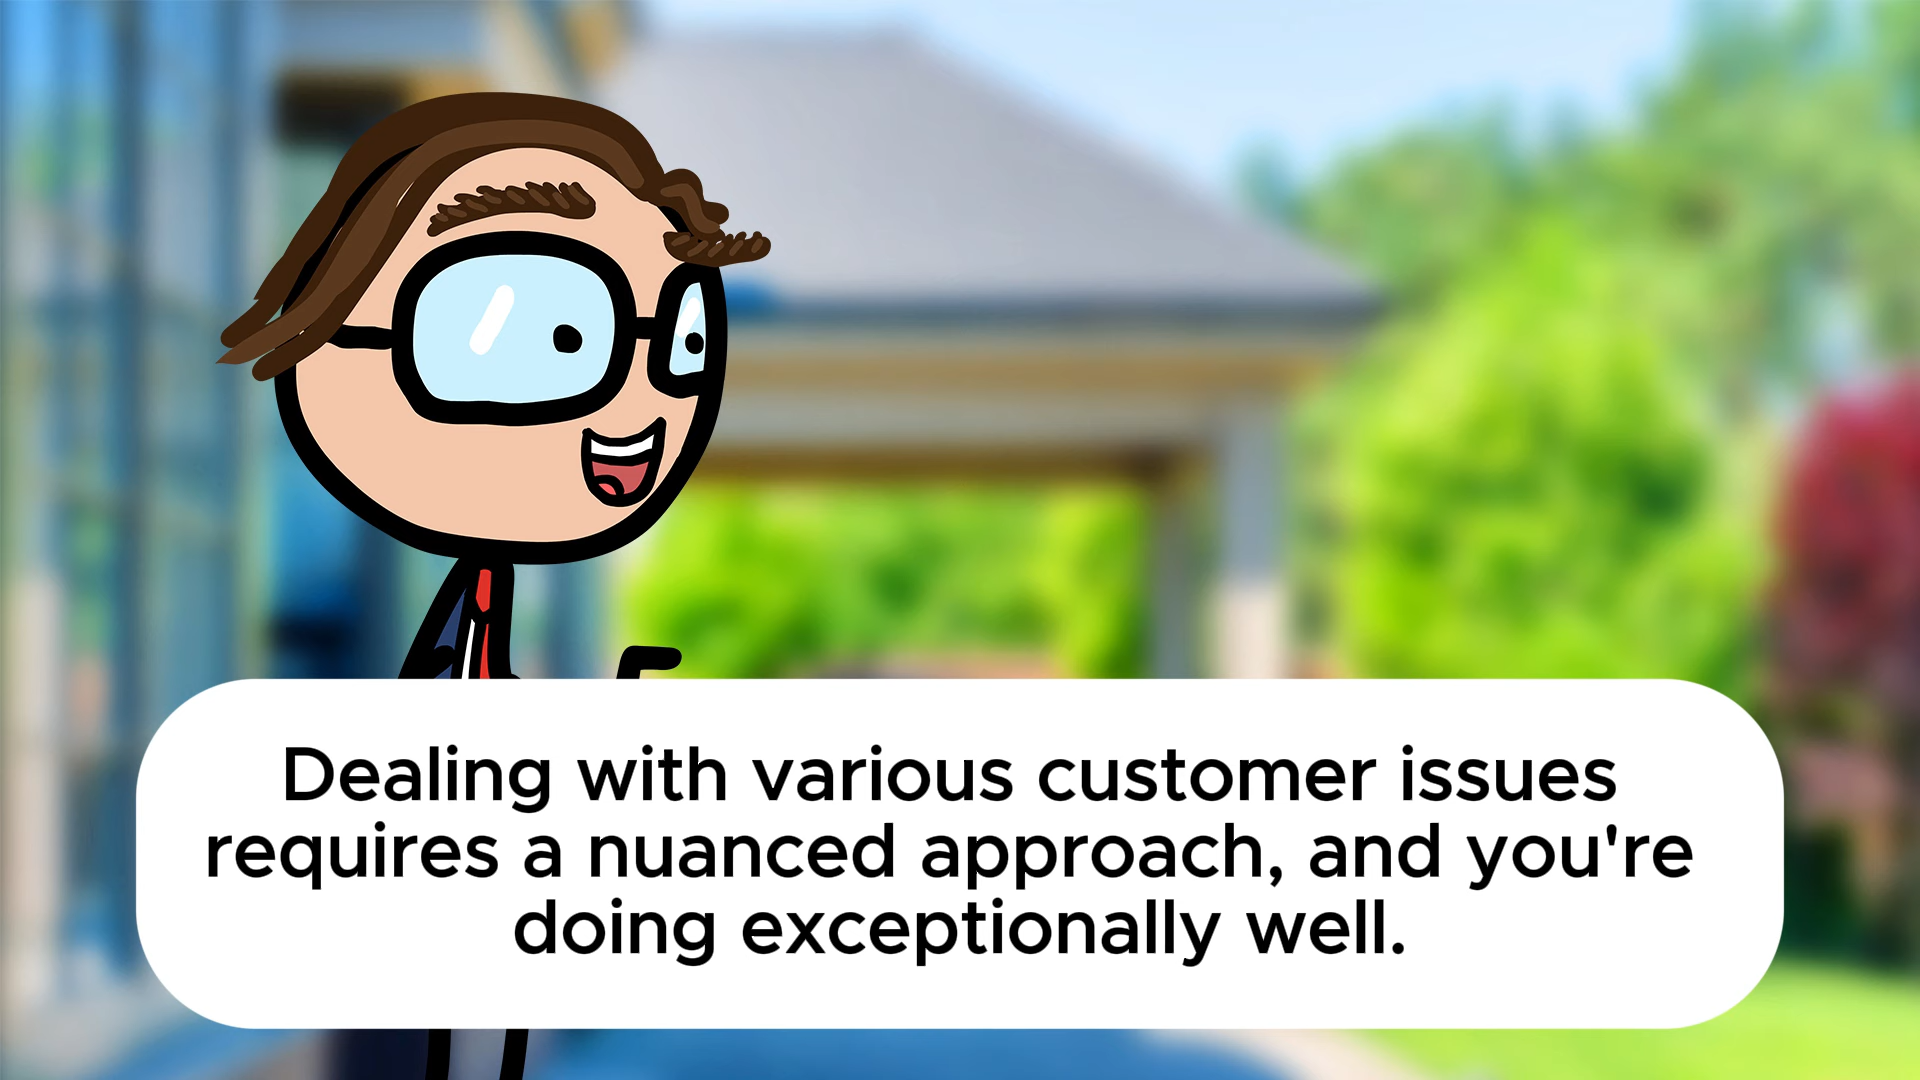 Dealing with various customer issues
requires a nuanced approach, and you're
doing exceptionally well.